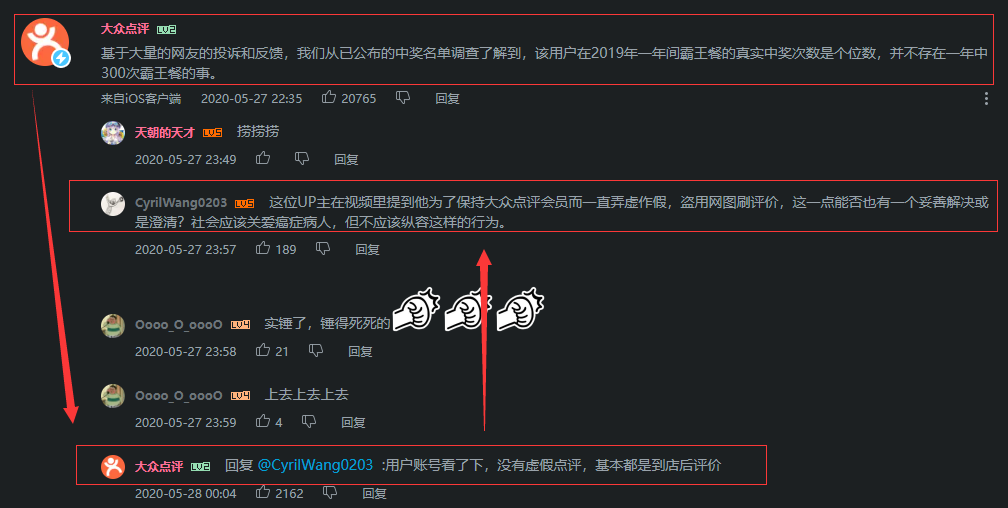 大众点评 LV2
基于大量的网友的投诉和反馈，我们从已公布的中奖名单调查了解到，该用户在2019年一年间霸王餐的真实中奖次数是个位数，并不存在一年中
300次霸王餐的事。
来自iOS客户端 2020-05-27 22:35 20765 回复
天朝的天才 LV5 捞捞捞
2020-05-27 23:49 回复
CyrilWang0203 LV5 这位UP主在视频里提到他为了保持大众点评会员而一直弄虚作假，盗用网图刷评价，这一点能否也有一个妥善解决或
是澄清？社会应该关爱癌症病人，但不应该纵容这样的行为。
2020-05-27 23:57 189 回复
Oooo_O_oooO LV4 实锤了，锤得死死的
2020-05-27 23:58 21 回复
Oooo_O_oooO LV4 上去上去上去
2020-05-27 23:59 4 回复
大众点评 LV2 回复 @CyrilWang0203 :用户账号看了下，没有虚假点评，基本都是到店后评价
2020-05-28 00:04 2162 回复